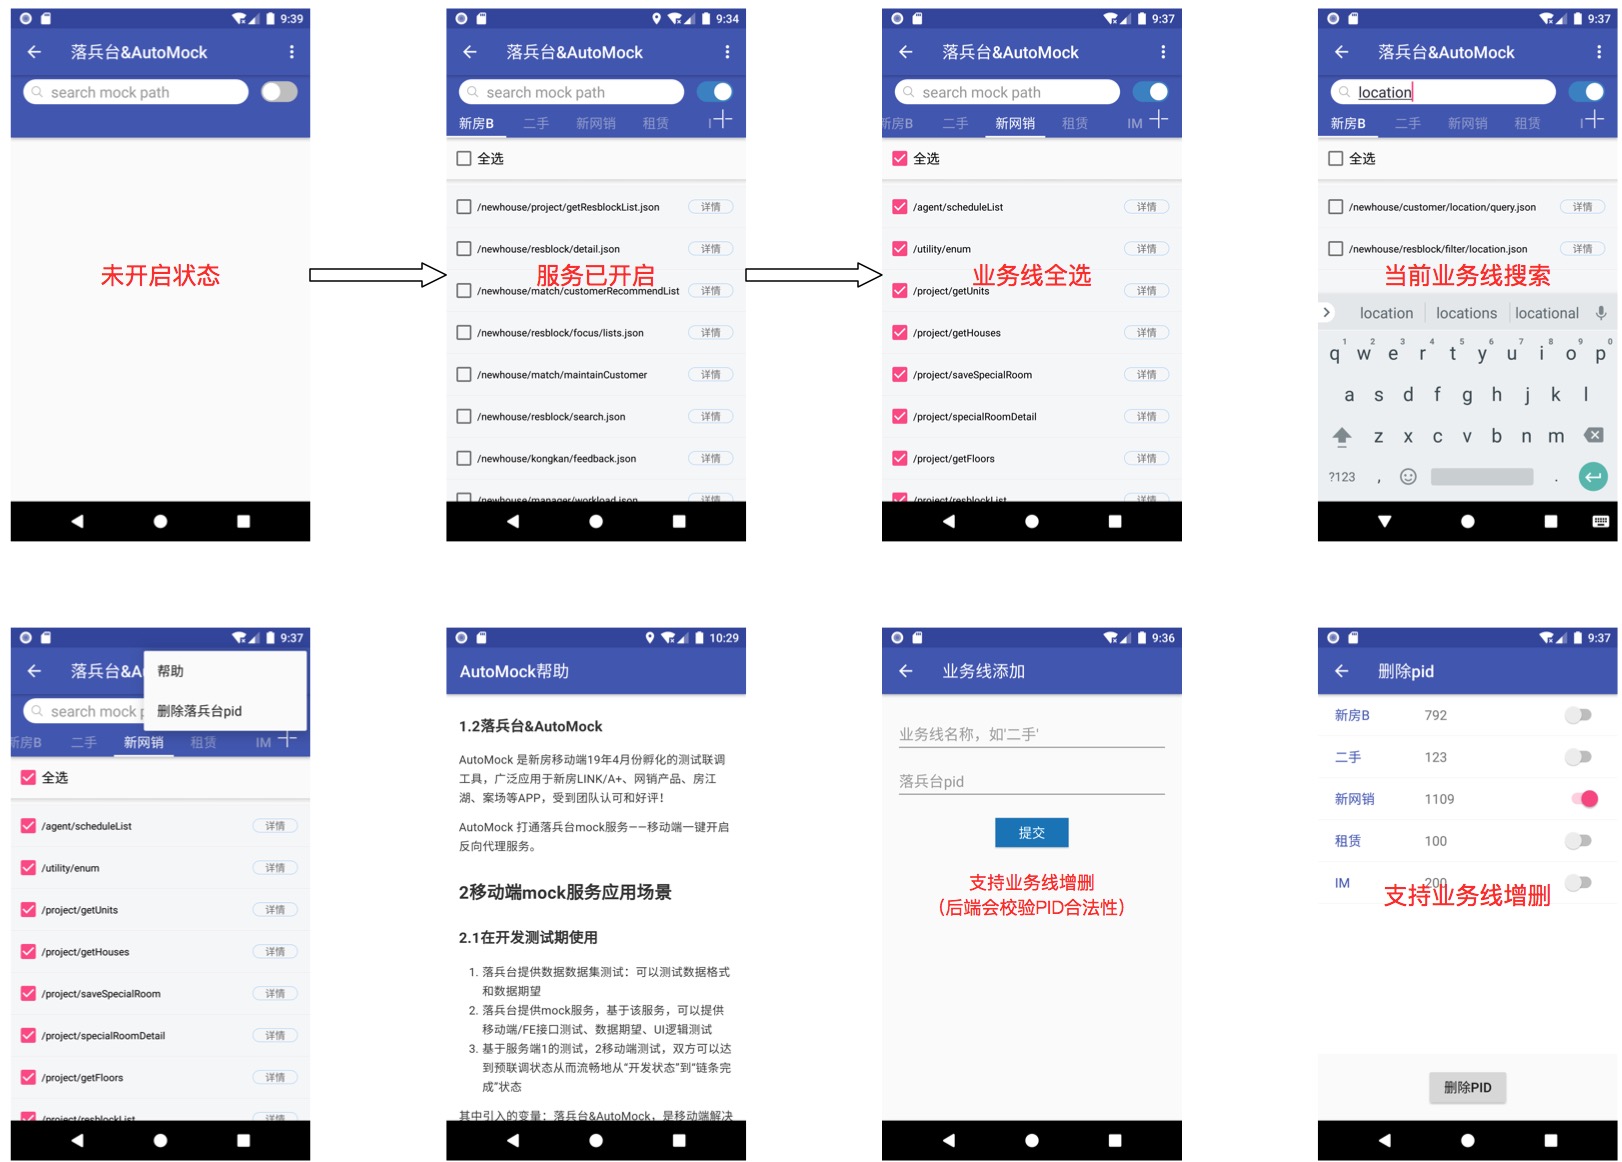 9:39
落兵台&AutoMock
search mock path
未开启状态
9:34
落兵台&AutoMock
search mock path
新房B 二手 新网销 租赁 I
全选
/newhouse/project/getResblockList.json 详情
/newhouse/resblock/detail.json 详情
服务已开启
/newhouse/match/customerRecommendList 详情
/newhouse/resblock/focus/lists.json 详情
/newhouse/match/maintainCustomer 详情
/newhouse/resblock/search.json 详情
/newhouse/kongkan/feedback.json 详情
/newhouse/manager/workload.json 详情
9:37
落兵台&AutoMock
search mock path
新房B 二手 新网销 租赁 IM
全选
/agent/scheduleList 详情
/utility/enum 详情
业务线全选
/project/getUnits 详情
/project/getHouses 详情
/project/saveSpecialRoom 详情
/project/specialRoomDetail 详情
/project/getFloors 详情
/project/resblockList 详情
9:37
落兵台&AutoMock
location
新房B 二手 新网销 租赁 I
全选
/newhouse/customer/location/query.json 详情
/newhouse/resblock/filter/location.json 详情
当前业务线搜索
location locations locational
q1 w2 e3 r4 t5 y6 u7 i8 o9 p0
a s d f g h j k l
z x c v b n m
?123 , .
9:37
落兵台&A
帮助
search mock p
删除落兵台pid
新房B 二手 新网销 租赁 IM
全选
/agent/scheduleList 详情
/utility/enum 详情
/project/getUnits 详情
/project/getHouses 详情
/project/saveSpecialRoom 详情
/project/specialRoomDetail 详情
/project/getFloors 详情
/project/resblockList 详情
10:29
AutoMock帮助
1.2落兵台&AutoMock
AutoMock 是新房移动端19年4月份孵化的测试联调
工具，广泛应用于新房LINK/A+、网销产品、房江
湖、案场等APP，受到团队认可和好评！
AutoMock 打通落兵台mock服务——移动端一键开启
反向代理服务。
2移动端mock服务应用场景
2.1在开发测试期使用
1. 落兵台提供数据数据集测试：可以测试数据格式
和数据期望
2. 落兵台提供mock服务，基于该服务，可以提供
移动端/FE接口测试、数据期望、UI逻辑测试
3. 基于服务端1的测试，2移动端测试，双方可以达
到预联调状态从而流畅地从“开发状态”到“链条完
成”状态
其中引入的变量：落兵台&AutoMock，是移动端解决
9:36
业务线添加
业务线名称，如'二手'
落兵台pid
提交
支持业务线增删
（后端会校验PID合法性）
9:37
删除pid
新房B 792
二手 123
新网销 1109
租赁 100
IM 200
支持业务线增删
删除PID